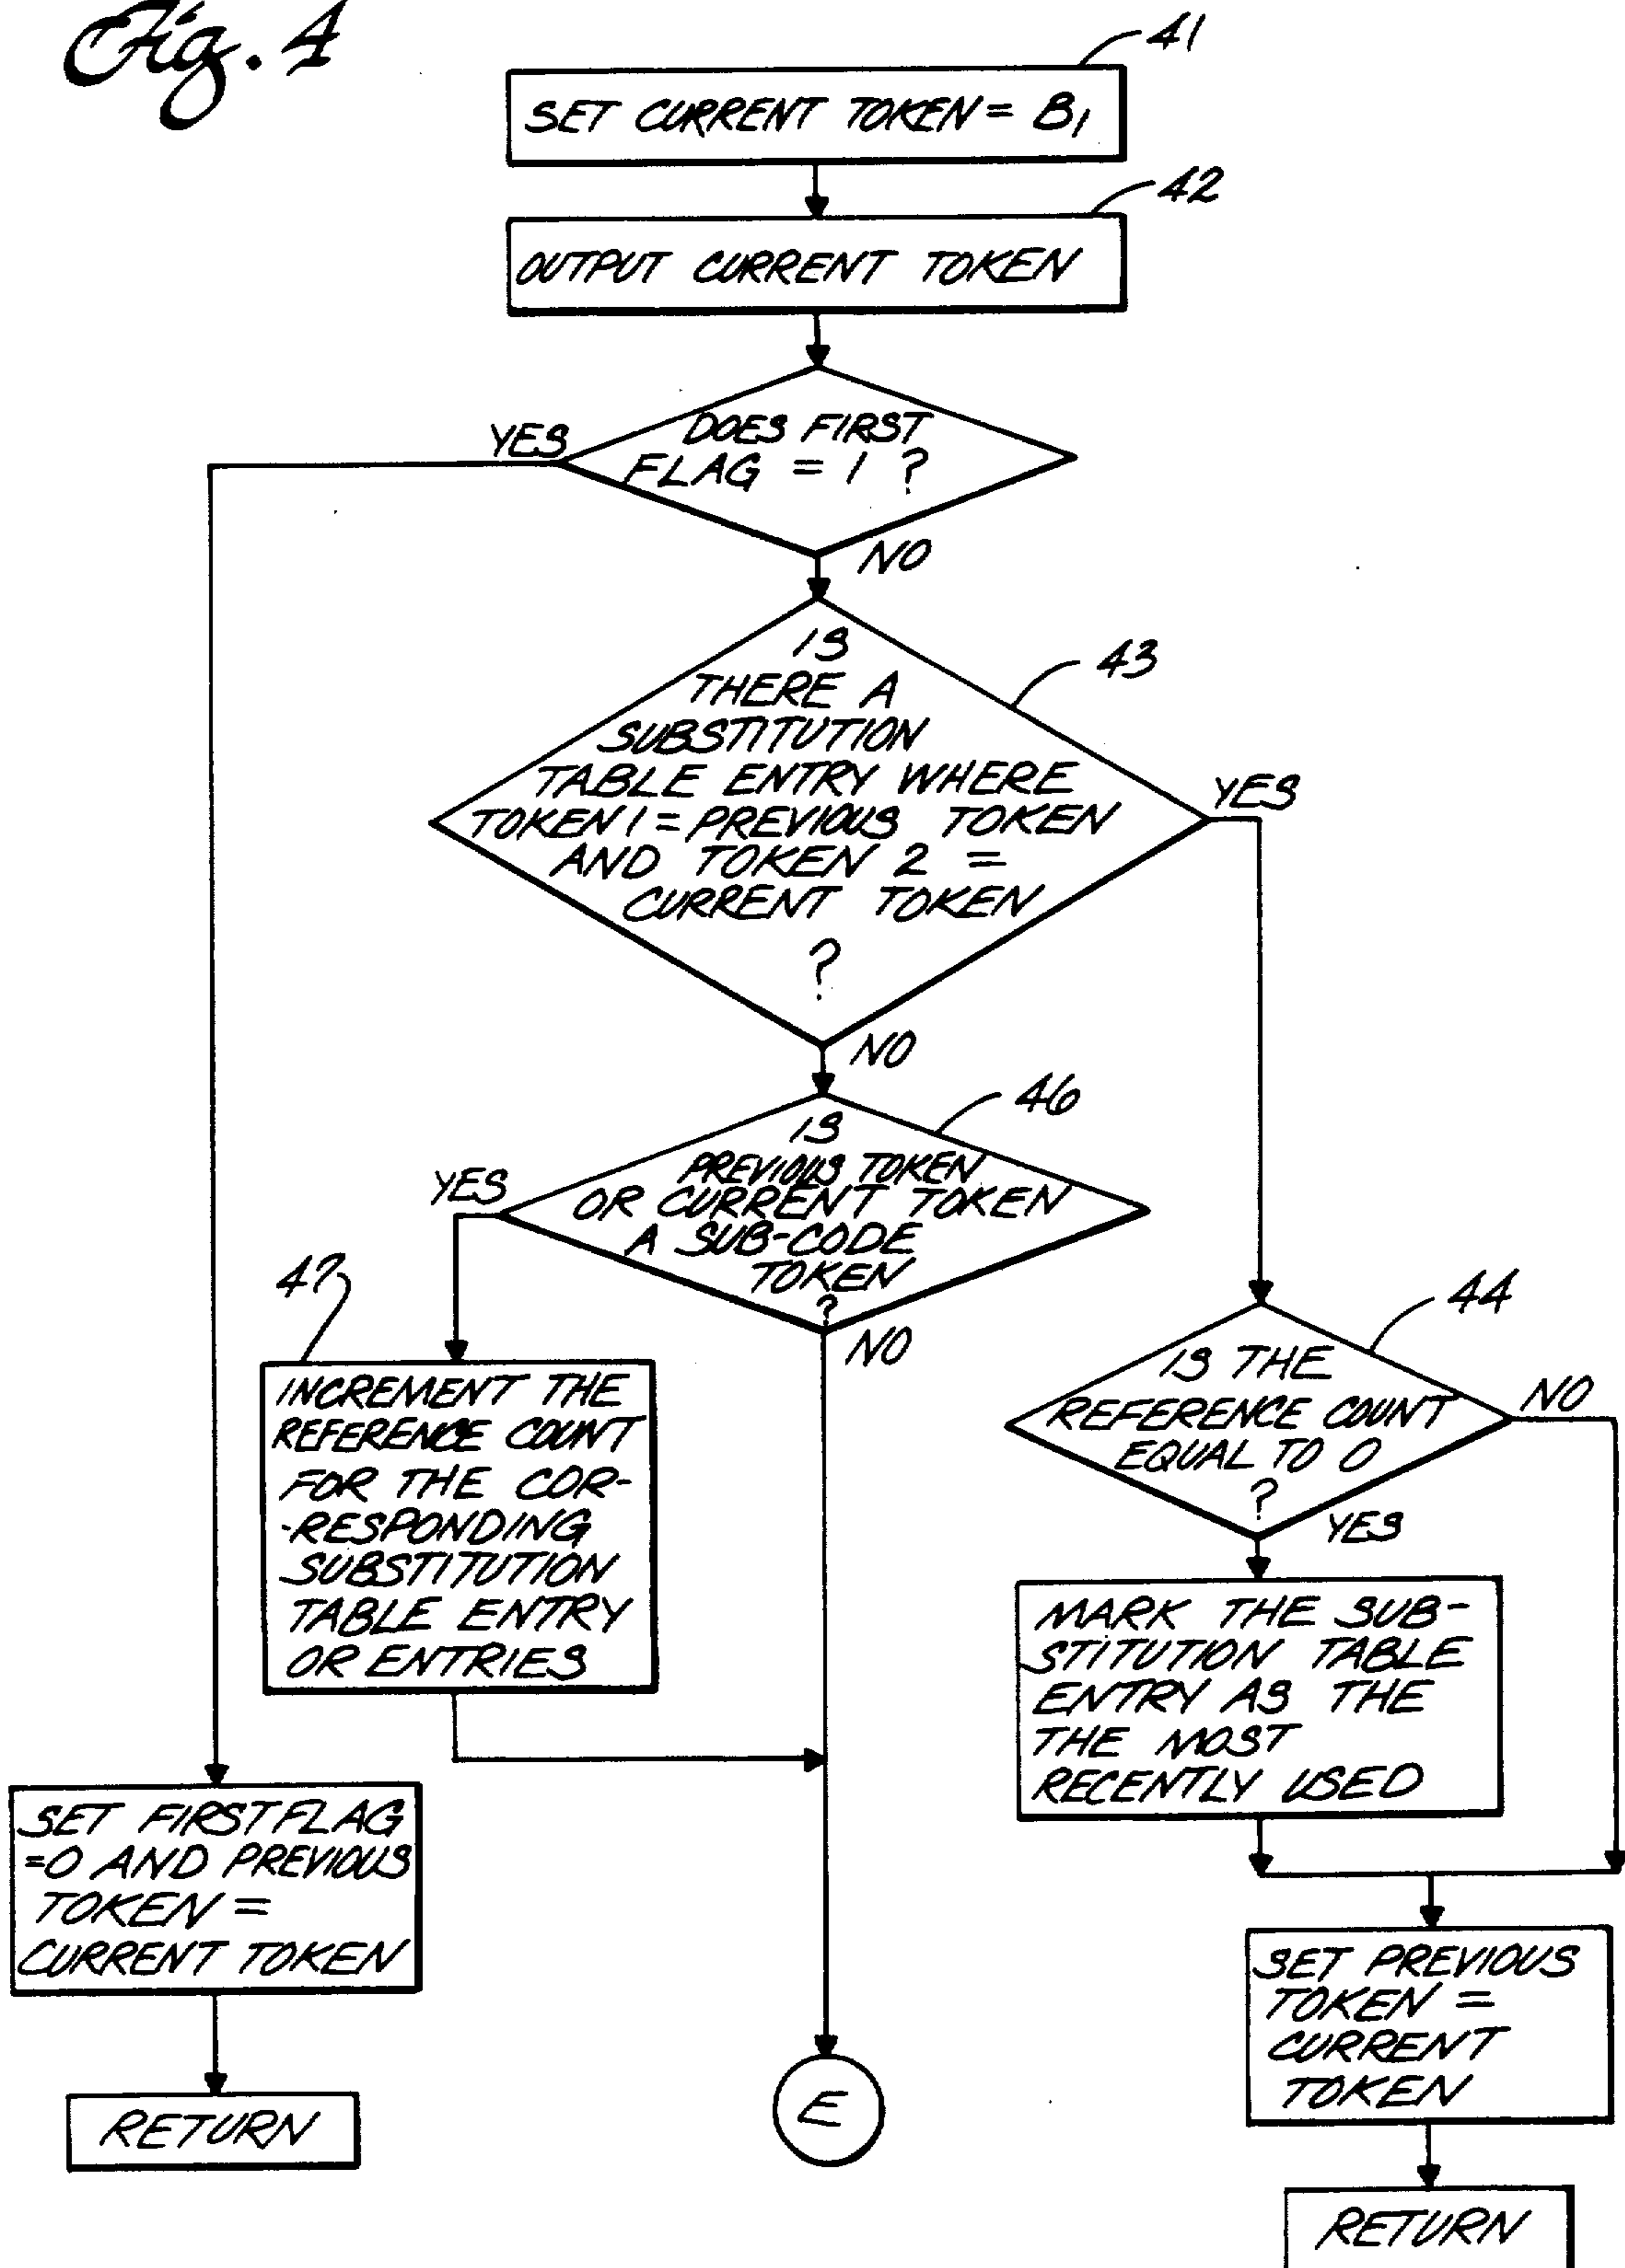 Fig. 4
41
SET CURRENT TOKEN = B1
42
OUTPUT CURRENT TOKEN
DOES FIRST
FLAG = 1 ?
YES
NO
43
IS
THERE A
SUBSTITUTION
TABLE ENTRY WHERE
TOKEN 1 = PREVIOUS TOKEN
AND TOKEN 2 =
CURRENT TOKEN
?
YES
NO
46
IS
PREVIOUS TOKEN
OR CURRENT TOKEN
A SUB-CODE
TOKEN
?
YES
NO
47
INCREMENT THE
REFERENCE COUNT
FOR THE COR-
-RESPONDING
SUBSTITUTION
TABLE ENTRY
OR ENTRIES
44
IS THE
REFERENCE COUNT
EQUAL TO 0
?
NO
YES
MARK THE SUB-
STITUTION TABLE
ENTRY AS THE
THE MOST
RECENTLY USED
SET FIRSTFLAG
=0 AND PREVIOUS
TOKEN =
CURRENT TOKEN
RETURN
E
SET PREVIOUS
TOKEN =
CURRENT
TOKEN
RETURN